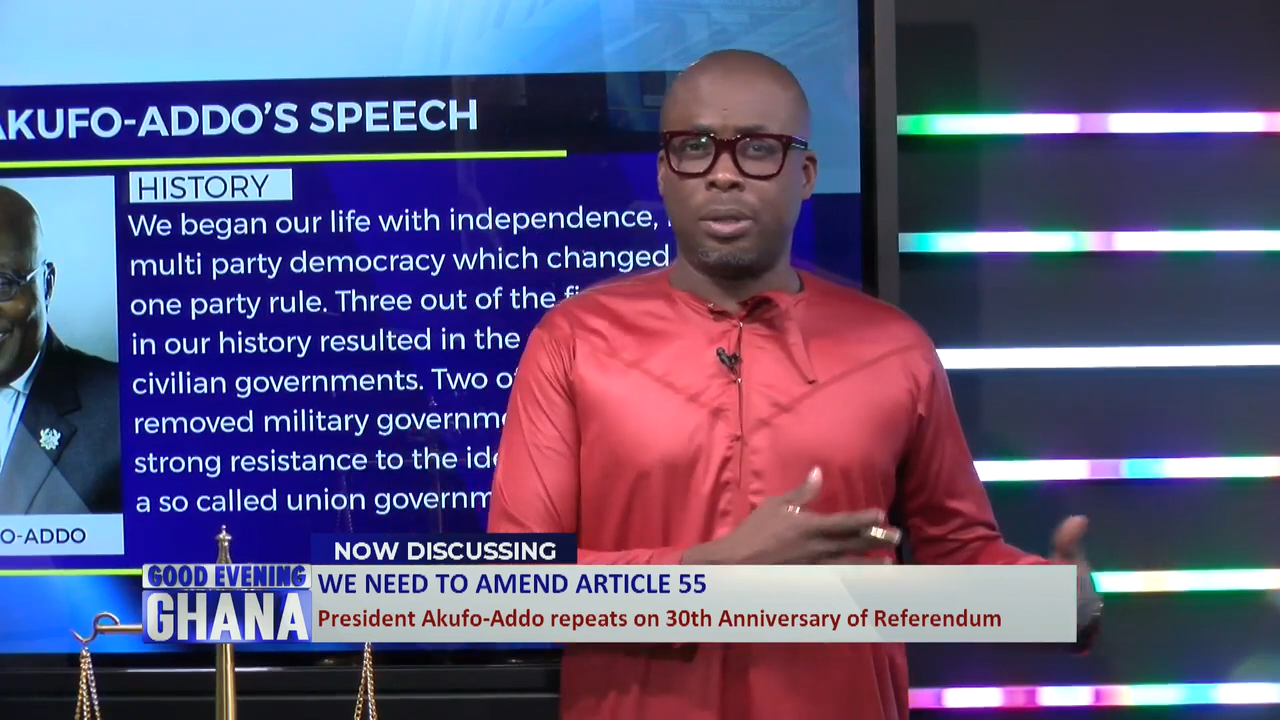 AKUFO-ADDO'S SPEECH
HISTORY
We began our life with independence,
multi party democracy which changed
one party rule. Three out of the
in our history resulted in the
civilian governments. Two
removed military
strong resistance to the
a so called union
O-ADDO
NOW DISCUSSING
GOOD EVENING
GHANA
WE NEED TO AMEND ARTICLE 55
President Akufo-Addo repeats on 30th Anniversary of Referendum